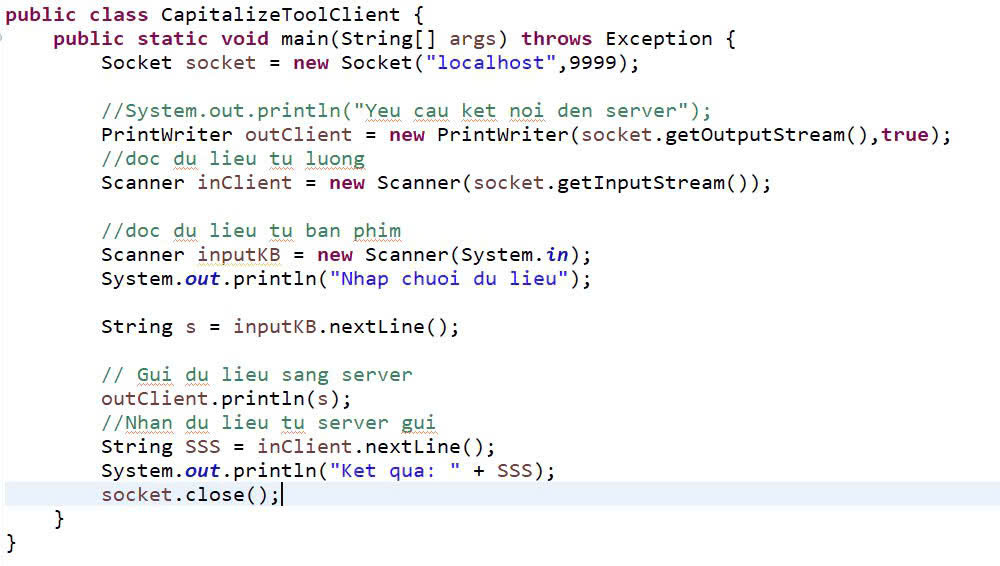 public class CapitalizeToolClient {
    public static void main(String[] args) throws Exception {
        Socket socket = new Socket("localhost",9999);

        //System.out.println("Yeu cau ket noi den server");
        PrintWriter outClient = new PrintWriter(socket.getOutputStream(),true);
        //doc du lieu tu luong
        Scanner inClient = new Scanner(socket.getInputStream());

        //doc du lieu tu ban phim
        Scanner inputKB = new Scanner(System.in);
        System.out.println("Nhap chuoi du lieu");

        String s = inputKB.nextLine();

        // Gui du lieu sang server
        outClient.println(s);
        //Nhan du lieu tu server gui
        String SSS = inClient.nextLine();
        System.out.println("Ket qua: " + SSS);
        socket.close();
    }
}